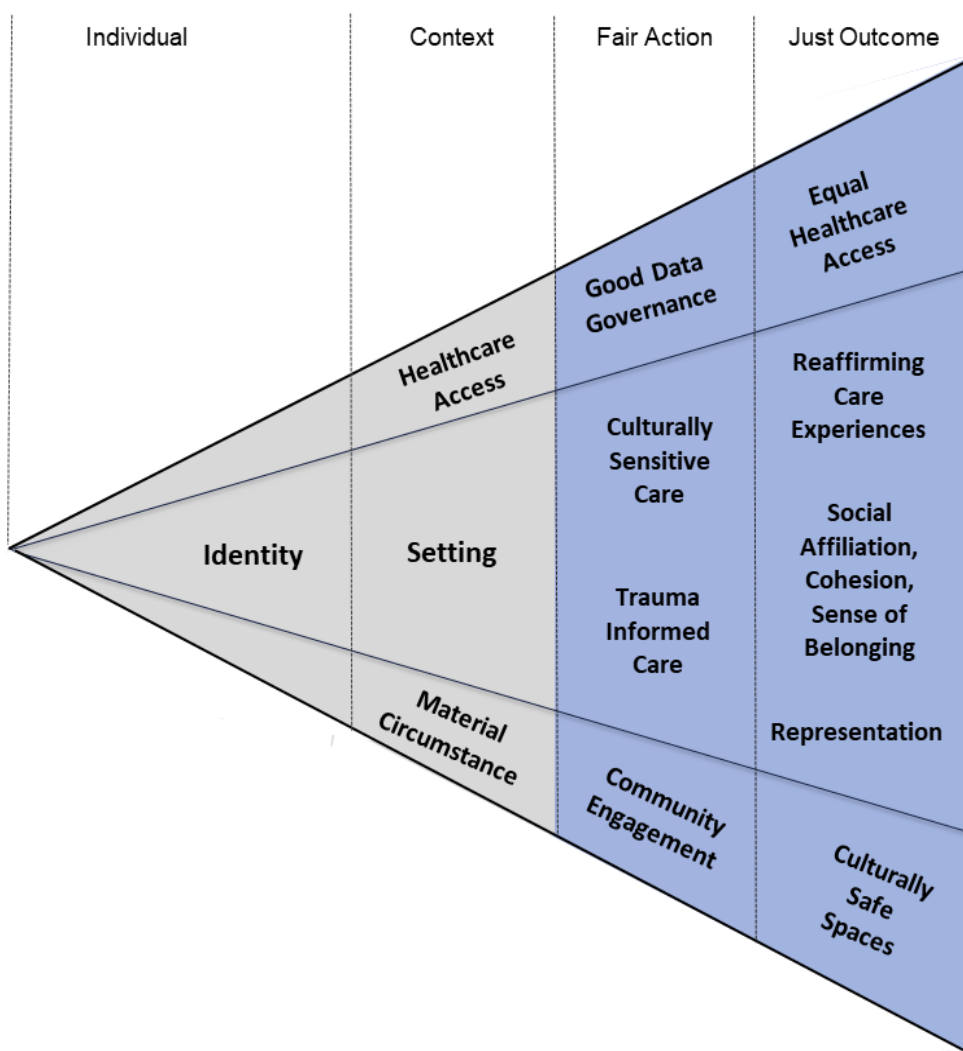 Individual
Context
Fair Action
Just Outcome
Identity
Healthcare
Access
Setting
Material
Circumstance
Good Data
Governance
Culturally
Sensitive
Care
Trauma
Informed
Care
Community
Engagement
Equal
Healthcare
Access
Reaffirming
Care
Experiences
Social
Affiliation,
Cohesion,
Sense of
Belonging
Representation
Culturally
Safe
Spaces